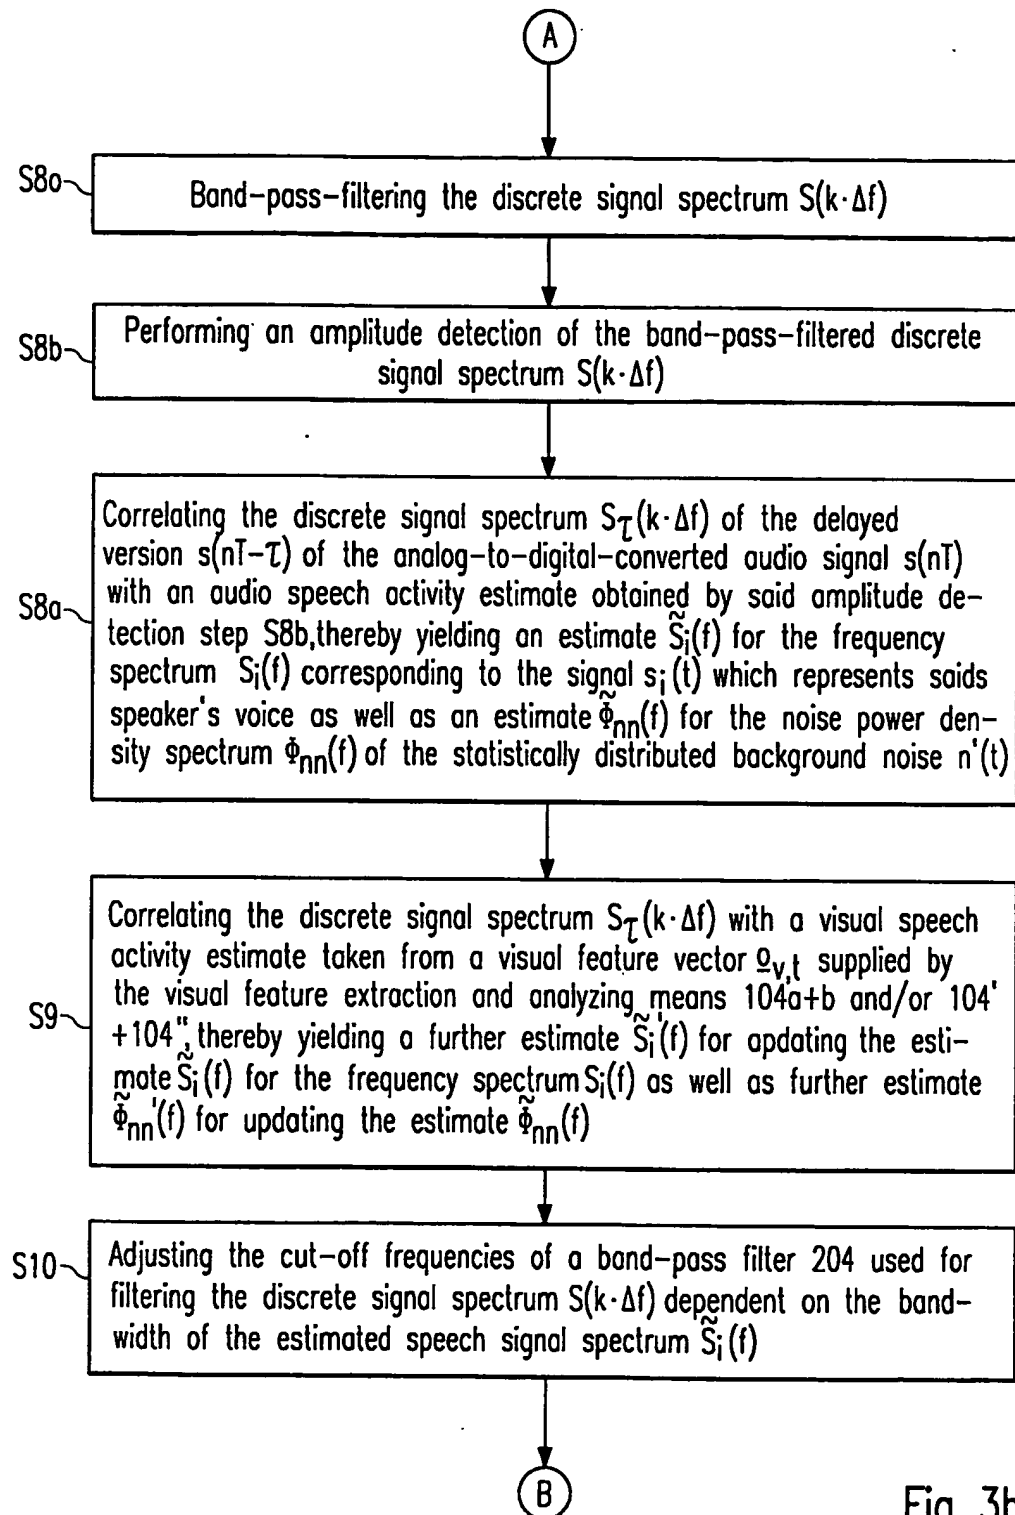 A
S8o
Band-pass-filtering the discrete signal spectrum S(k·Δf)
S8b
Performing an amplitude detection of the band-pass-filtered discrete
signal spectrum S(k·Δf)
S8a
Correlating the discrete signal spectrum Sτ(k·Δf) of the delayed
version s(nT-τ) of the analog-to-digital-converted audio signal s(nT)
with an audio speech activity estimate obtained by said amplitude de-
tection step S8b, thereby yielding an estimate S̃i(f) for the frequency
spectrum Si(f) corresponding to the signal si(t) which represents saids
speaker's voice as well as an estimate Φ̃nn(f) for the noise power den-
sity spectrum Φnn(f) of the statistically distributed background noise n'(t)
S9
Correlating the discrete signal spectrum Sτ(k·Δf) with a visual speech
activity estimate taken from a visual feature vector o̲v,t supplied by
the visual feature extraction and analyzing means 104a+b and/or 104'
+104", thereby yielding a further estimate S̃i'(f) for apdating the esti-
mate S̃i(f) for the frequency spectrum Si(f) as well as further estimate
Φ̃nn'(f) for updating the estimate Φ̃nn(f)
S10
Adjusting the cut-off frequencies of a band-pass filter 204 used for
filtering the discrete signal spectrum S(k·Δf) dependent on the band-
width of the estimated speech signal spectrum S̃i(f)
B
Fig. 3b